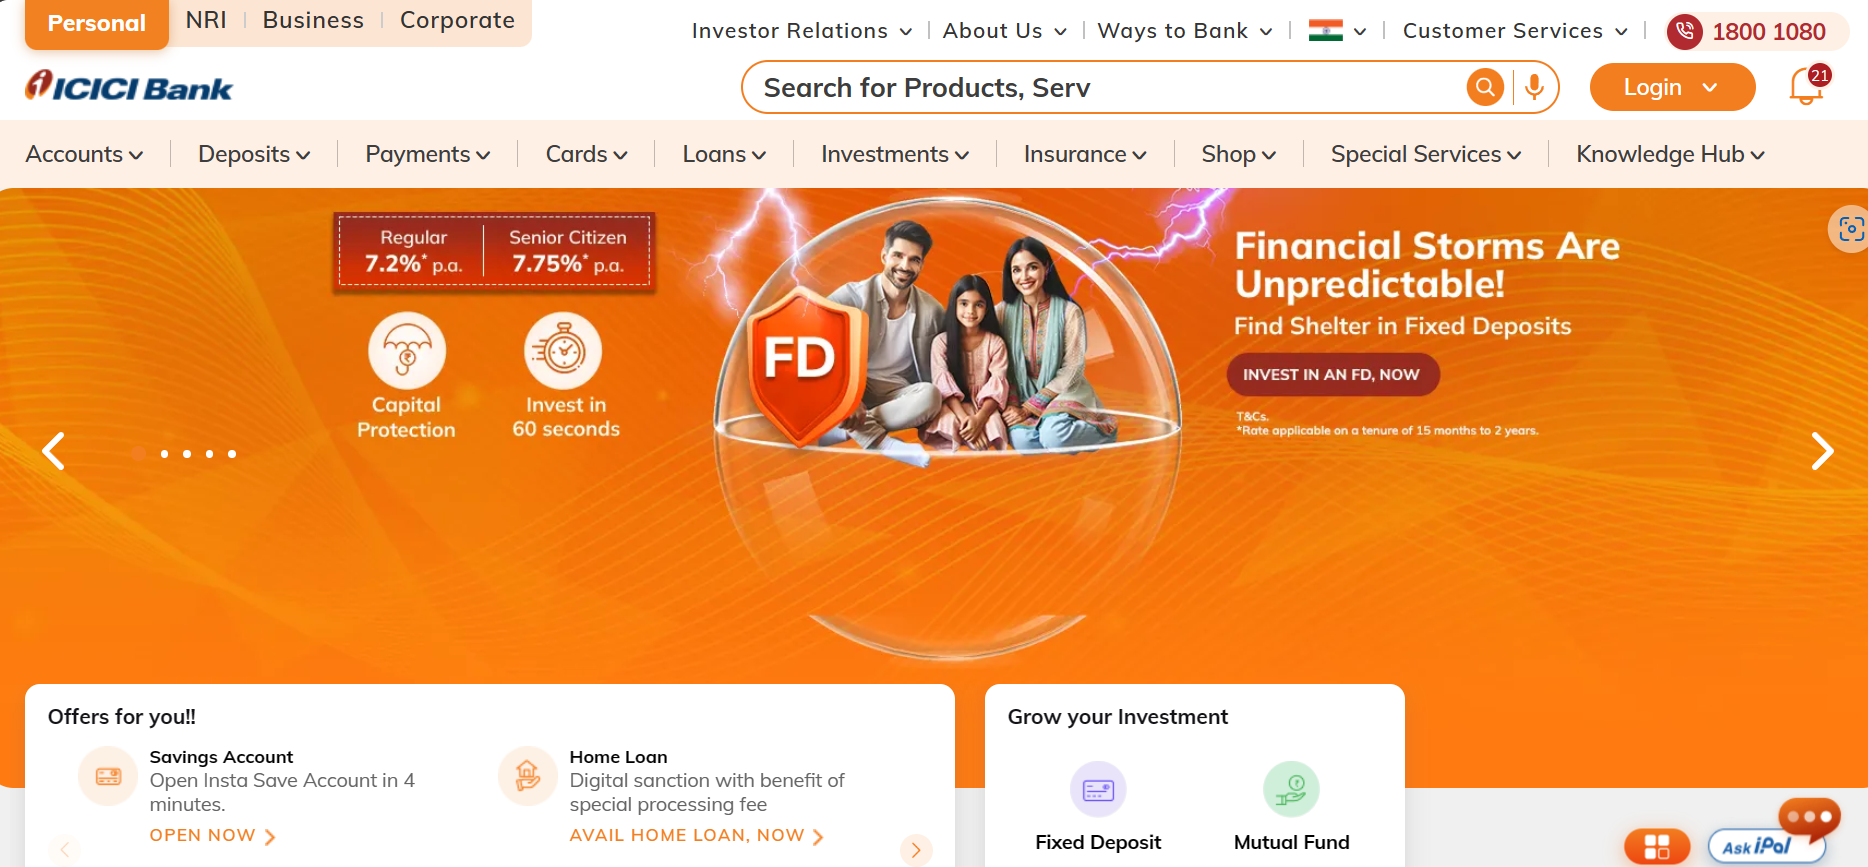 Personal
NRI
Business
Corporate
Investor Relations
About Us
Ways to Bank
Customer Services
1800 1080
ICICI Bank
Search for Products, Serv
Login
21
Accounts
Deposits
Payments
Cards
Loans
Investments
Insurance
Shop
Special Services
Knowledge Hub
Regular
7.2%* p.a.
Senior Citizen
7.75%* p.a.
Capital
Protection
Invest in
60 seconds
FD
Financial Storms Are
Unpredictable!
Find Shelter in Fixed Deposits
INVEST IN AN FD, NOW
T&Cs.
*Rate applicable on a tenure of 15 months to 2 years.
Offers for you!!
Savings Account
Open Insta Save Account in 4
minutes.
OPEN NOW
Home Loan
Digital sanction with benefit of
special processing fee
AVAIL HOME LOAN, NOW
Grow your Investment
Fixed Deposit
Mutual Fund
Ask iPal